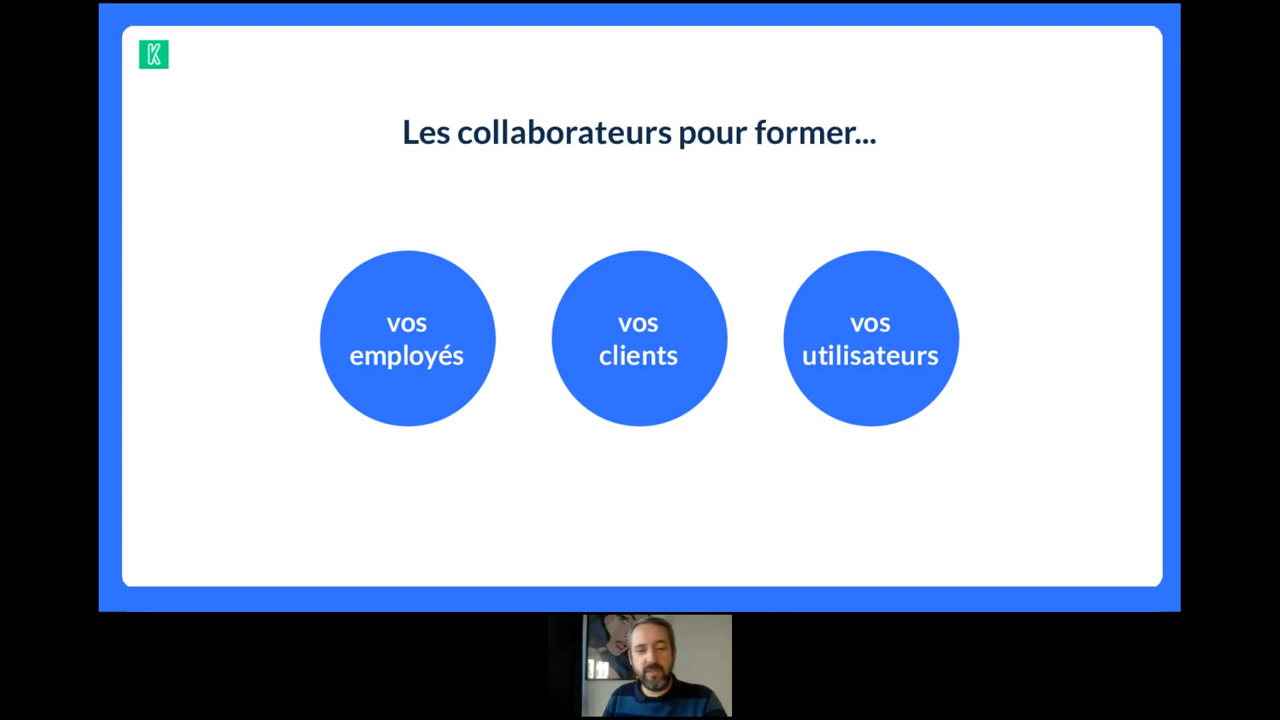 K
Les collaborateurs pour former...
vos
employés
vos
clients
vos
utilisateurs